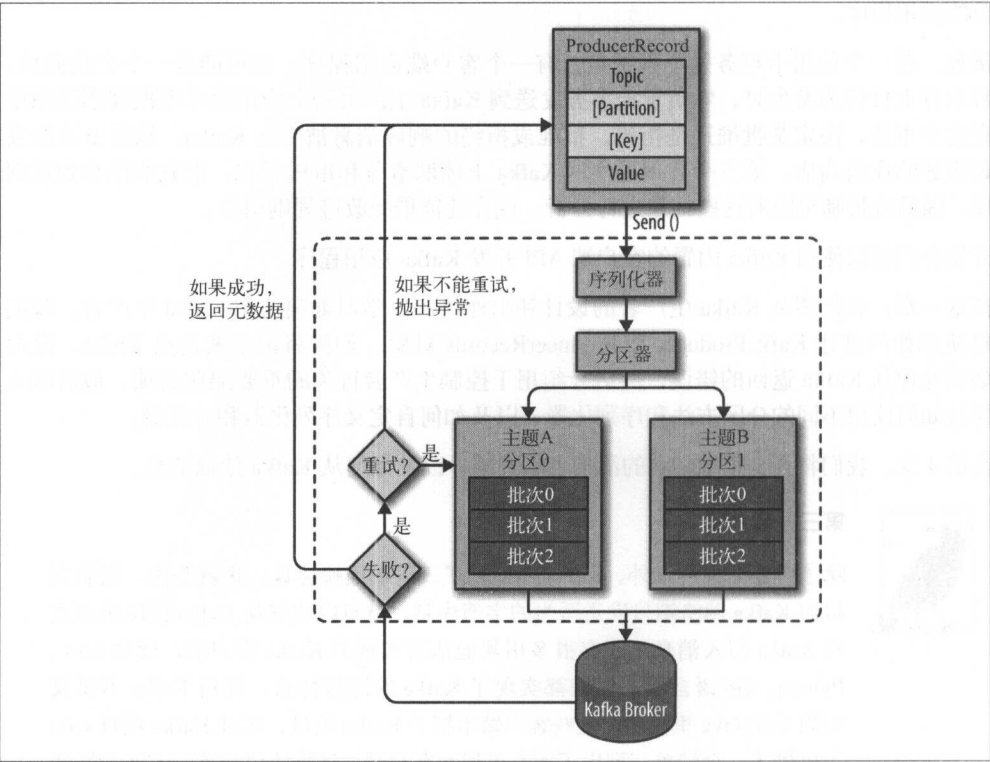 ProducerRecord
Topic
[Partition]
[Key]
Value
Send ()
序列化器
分区器
如果成功，
返回元数据
如果不能重试，
抛出异常
主题A
分区0
批次0
批次1
批次2
主题B
分区1
批次0
批次1
批次2
重试？
是
是
失败？
Kafka Broker